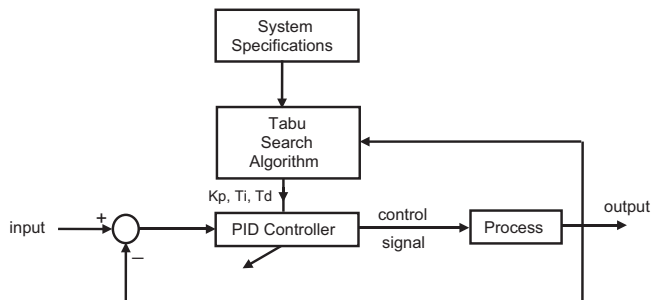 System
Specifications
Tabu
Search
Algorithm
Kp, Ti, Td
input
+
−
PID Controller
control
signal
Process
output